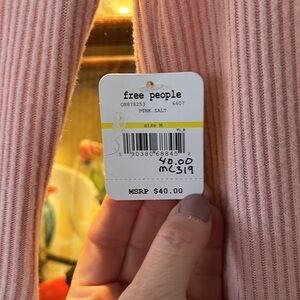 free people
OB878253 6607
PINK SALT
size M
40.00
MC319
MSRP $40.00